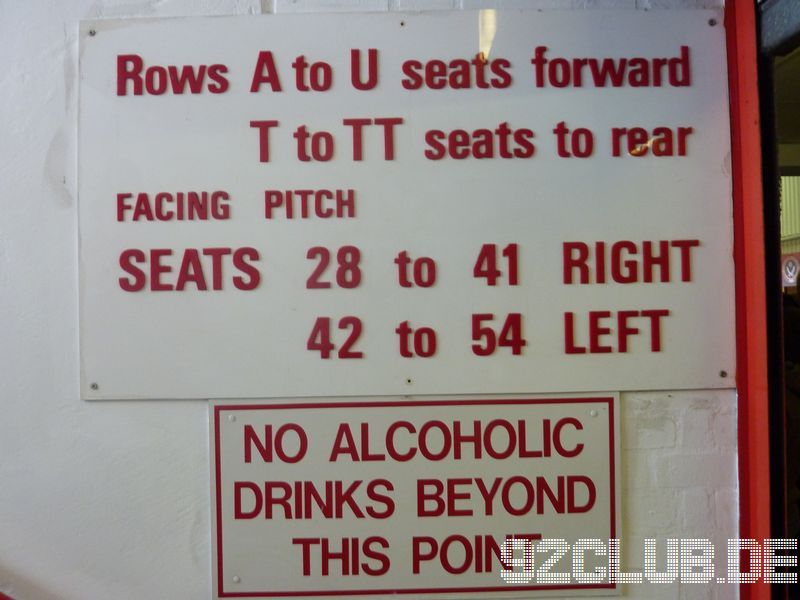 Rows A to U seats forward
T to TT seats to rear
FACING PITCH
SEATS 28 to 41 RIGHT
42 to 54 LEFT
NO ALCOHOLIC
DRINKS BEYOND
THIS POINT
92CLUB.DE